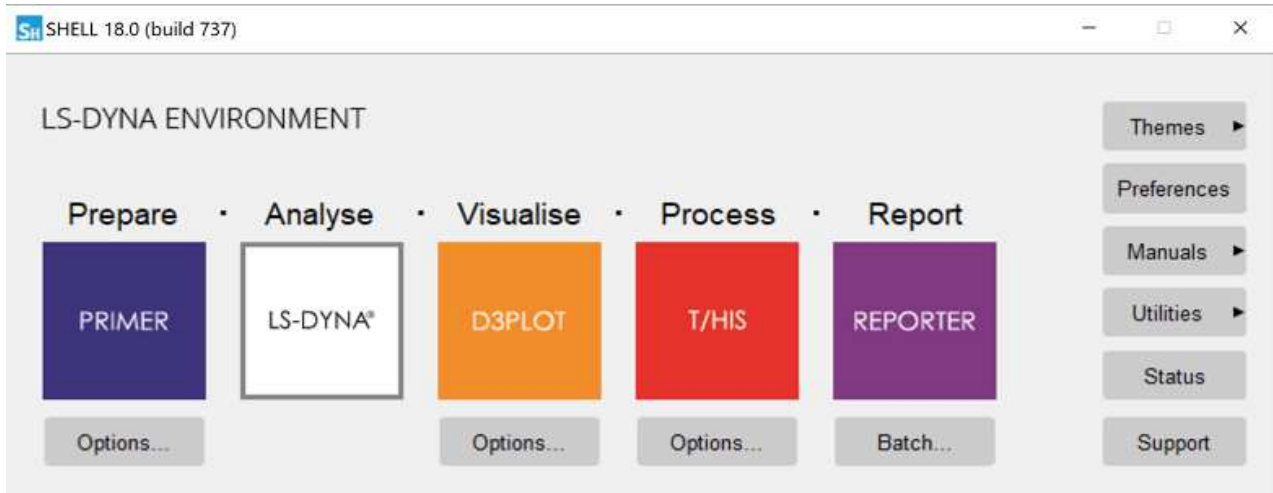 SH SHELL 18.0 (build 737)
LS-DYNA ENVIRONMENT
Prepare · Analyse · Visualise · Process · Report
PRIMER LS-DYNA® D3PLOT T/HIS REPORTER
Options... Options... Options... Batch...
Themes
Preferences
Manuals
Utilities
Status
Support